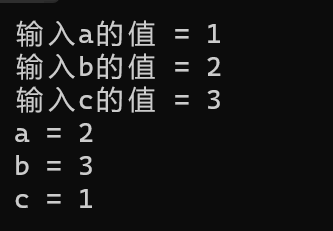 输入a的值 = 1
输入b的值 = 2
输入c的值 = 3
a = 2
b = 3
c = 1